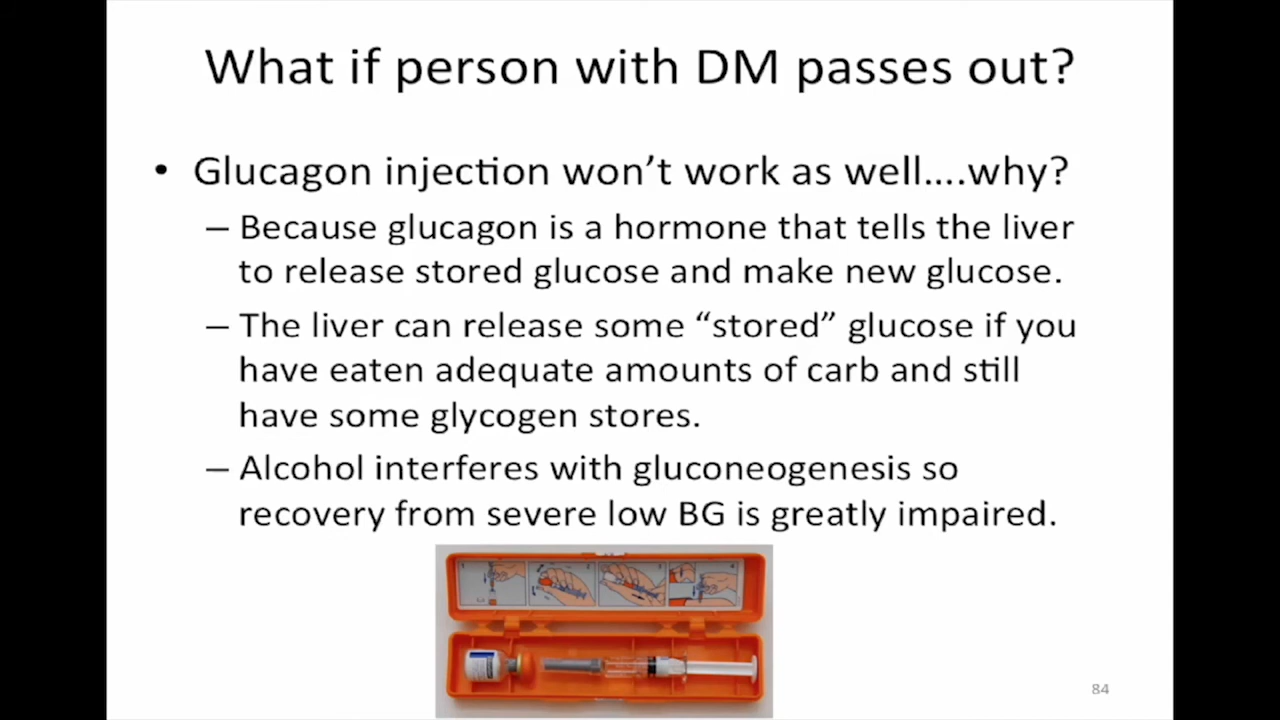 What if person with DM passes out?
• Glucagon injection won’t work as well....why?
– Because glucagon is a hormone that tells the liver
to release stored glucose and make new glucose.
– The liver can release some “stored” glucose if you
have eaten adequate amounts of carb and still
have some glycogen stores.
– Alcohol interferes with gluconeogenesis so
recovery from severe low BG is greatly impaired.
84